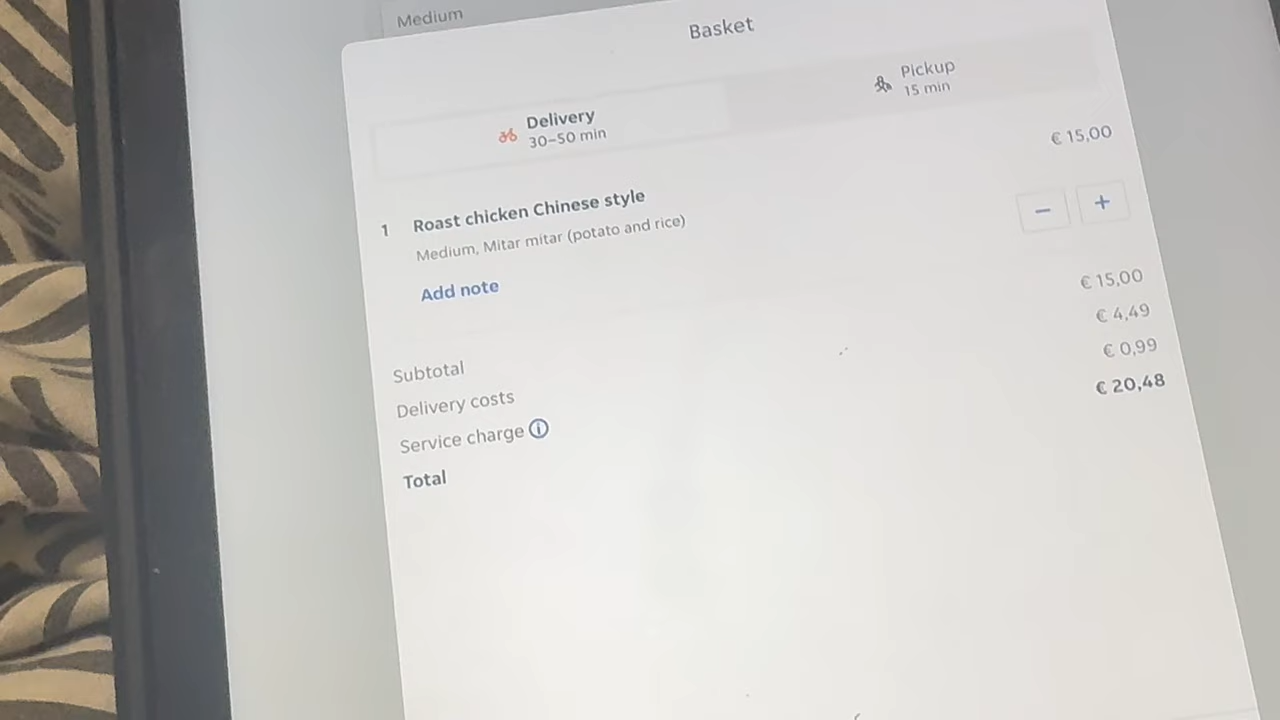 Medium
Basket
Delivery
30–50 min
Pickup
15 min
1 Roast chicken Chinese style € 15,00
Medium, Mitar mitar (potato and rice)
− +
Add note
Subtotal € 15,00
Delivery costs € 4,49
Service charge € 0,99
Total € 20,48